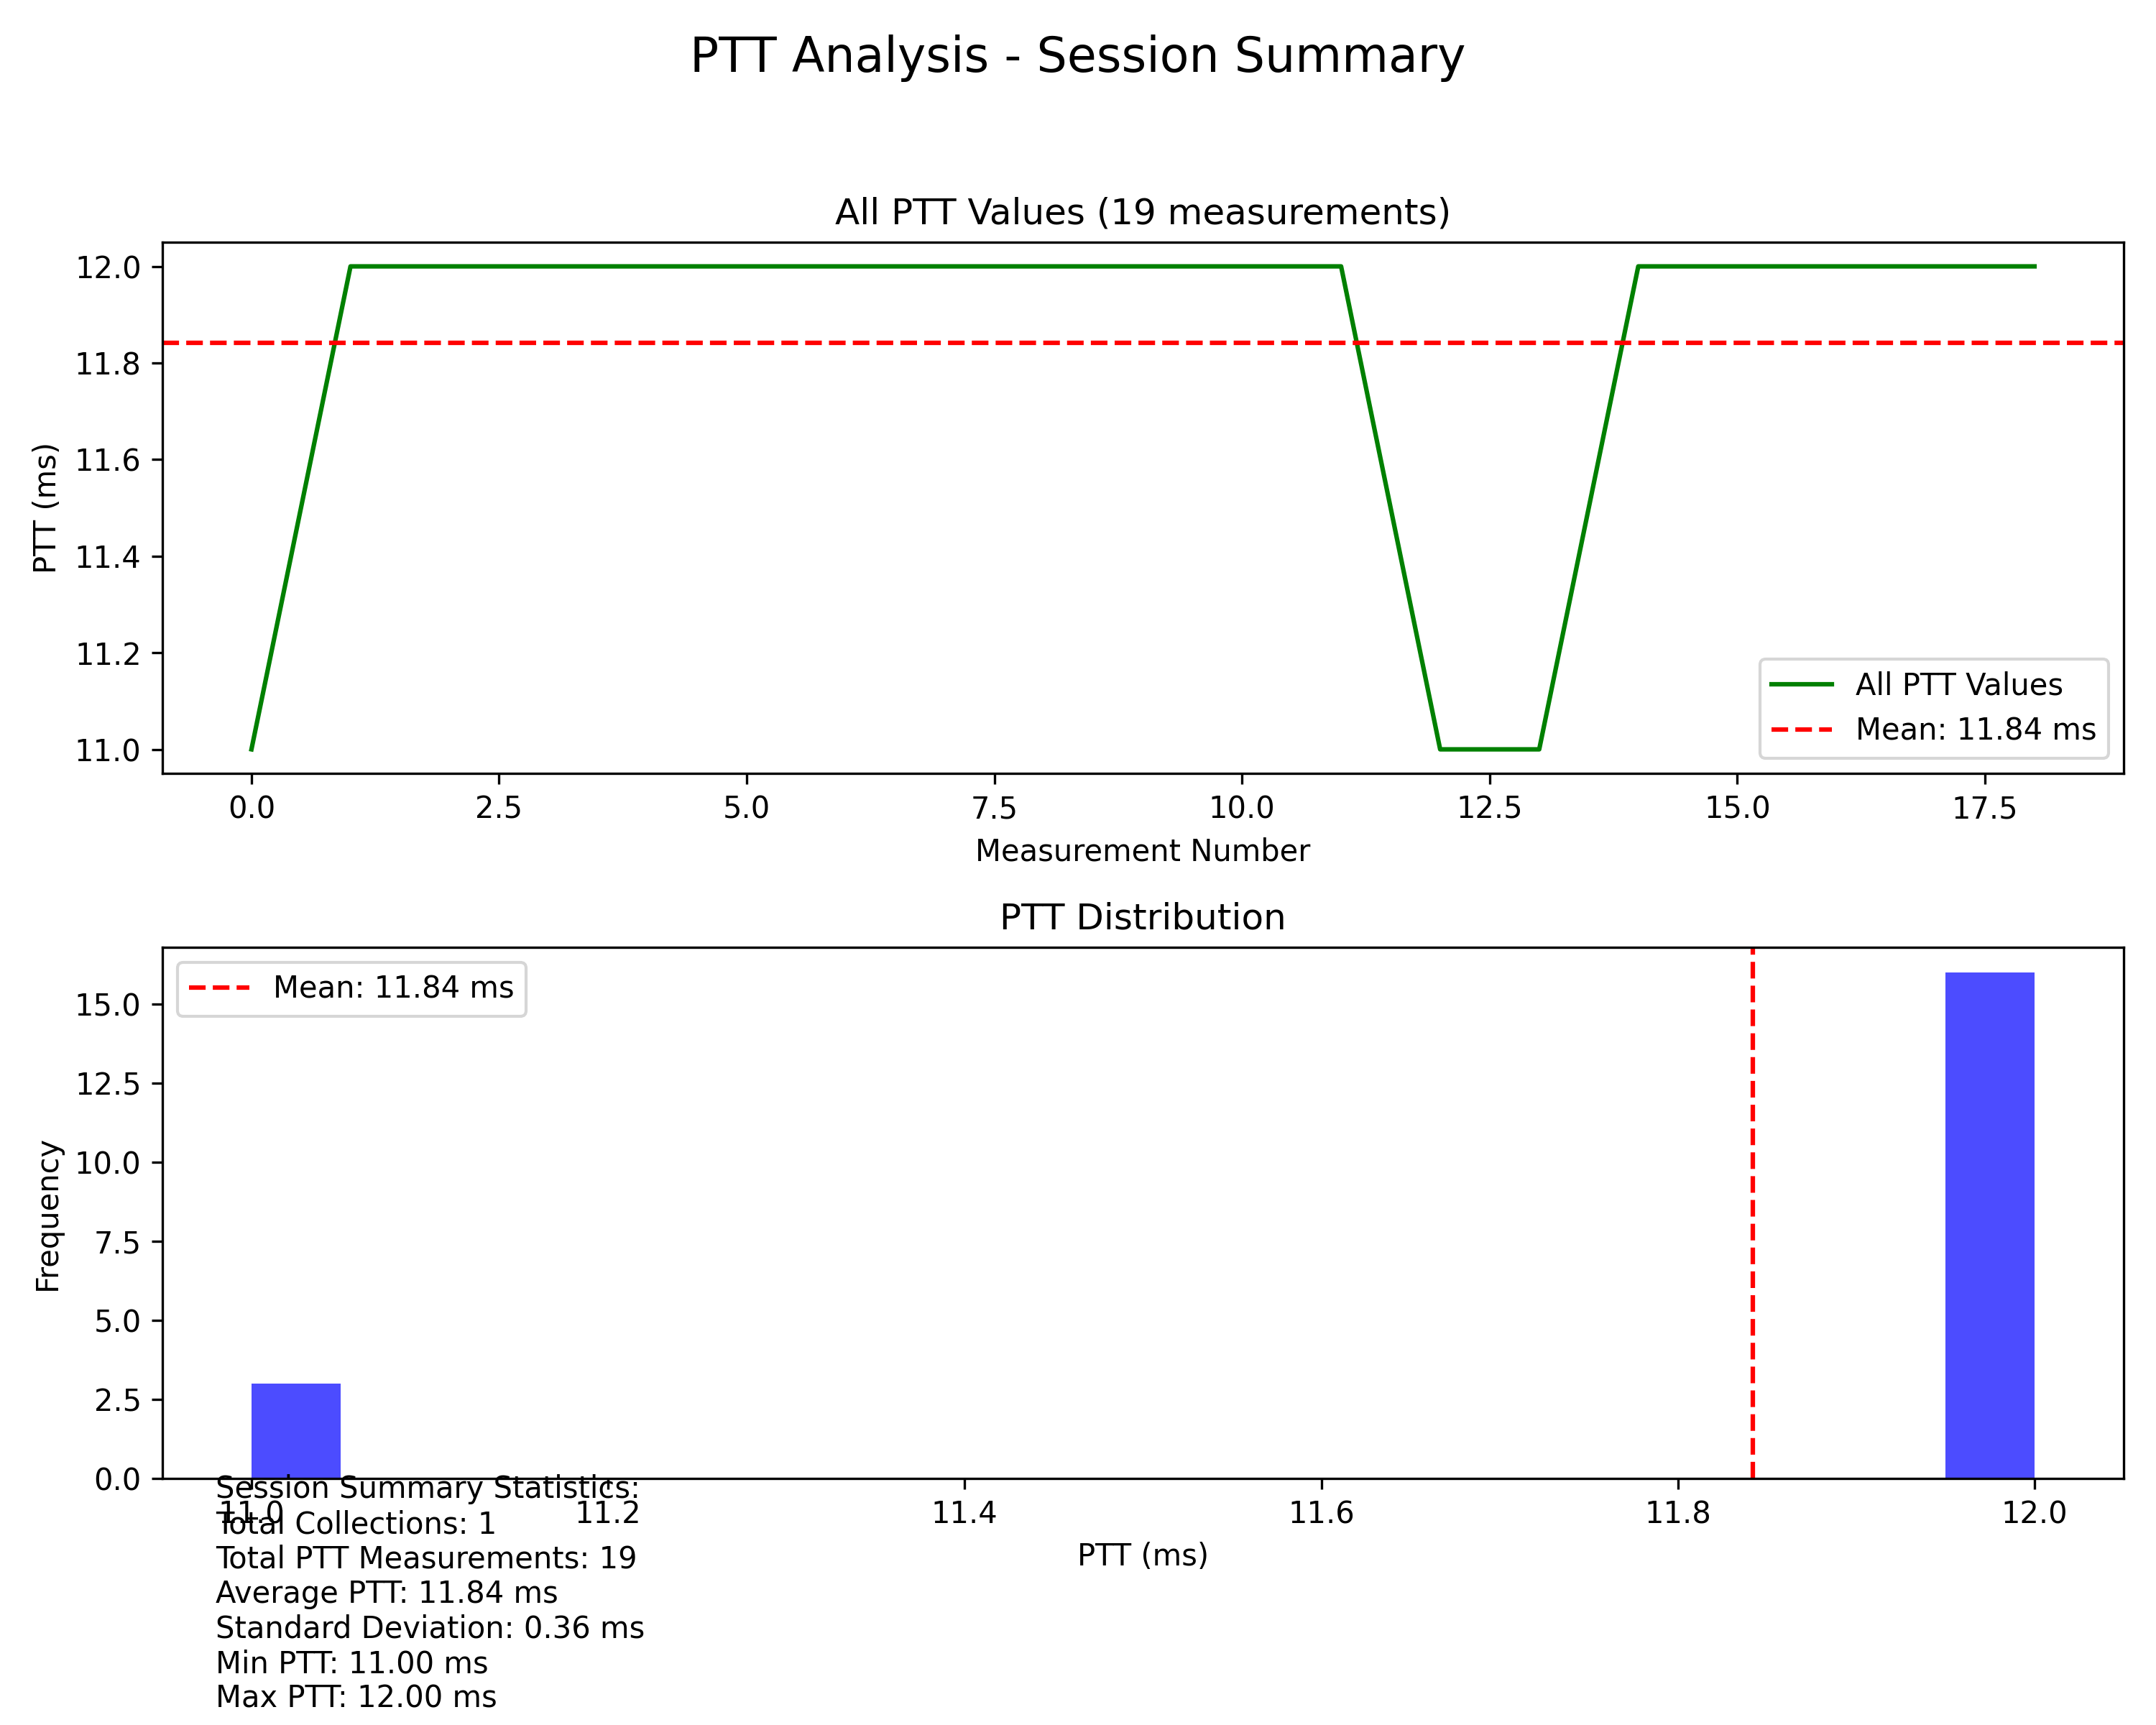 PTT Analysis - Session Summary
All PTT Values (19 measurements)
12.0
11.8
11.6
11.4
11.2
11.0
PTT (ms)
All PTT Values
Mean: 11.84 ms
0.0 2.5 5.0 7.5 10.0 12.5 15.0 17.5
Measurement Number
PTT Distribution
Mean: 11.84 ms
15.0
12.5
10.0
7.5
5.0
2.5
0.0
Frequency
11.0 11.2 11.4 11.6 11.8 12.0
PTT (ms)
Session Summary Statistics:
Total Collections: 1
Total PTT Measurements: 19
Average PTT: 11.84 ms
Standard Deviation: 0.36 ms
Min PTT: 11.00 ms
Max PTT: 12.00 ms